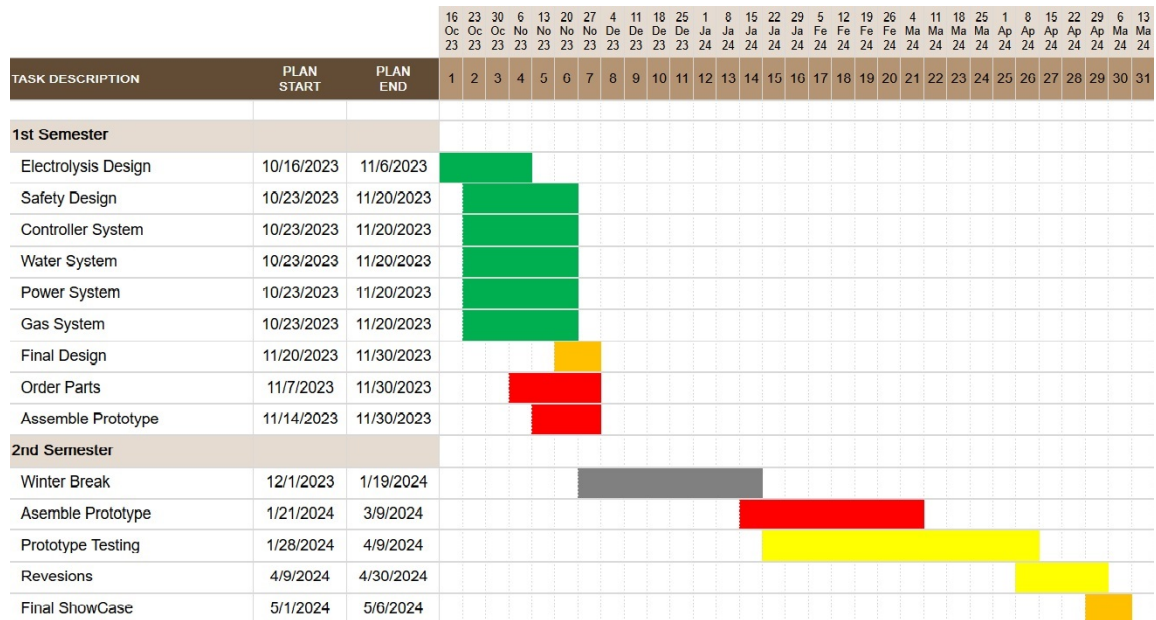 16 23 30 6 13 20 27 4 11 18 25 1 8 15 22 29 5 12 19 26 4 11 18 25 1 8 15 22 29 6 13
Oc Oc Oc No No No No De De De De Ja Ja Ja Ja Ja Fe Fe Fe Fe Ma Ma Ma Ma Ap Ap Ap Ap Ap Ma Ma
23 23 23 23 23 23 23 23 23 23 23 24 24 24 24 24 24 24 24 24 24 24 24 24 24 24 24 24 24 24 24
TASK DESCRIPTION PLAN START PLAN END 1 2 3 4 5 6 7 8 9 10 11 12 13 14 15 16 17 18 19 20 21 22 23 24 25 26 27 28 29 30 31
1st Semester
Electrolysis Design 10/16/2023 11/6/2023
Safety Design 10/23/2023 11/20/2023
Controller System 10/23/2023 11/20/2023
Water System 10/23/2023 11/20/2023
Power System 10/23/2023 11/20/2023
Gas System 10/23/2023 11/20/2023
Final Design 11/20/2023 11/30/2023
Order Parts 11/7/2023 11/30/2023
Assemble Prototype 11/14/2023 11/30/2023
2nd Semester
Winter Break 12/1/2023 1/19/2024
Asemble Prototype 1/21/2024 3/9/2024
Prototype Testing 1/28/2024 4/9/2024
Revesions 4/9/2024 4/30/2024
Final ShowCase 5/1/2024 5/6/2024